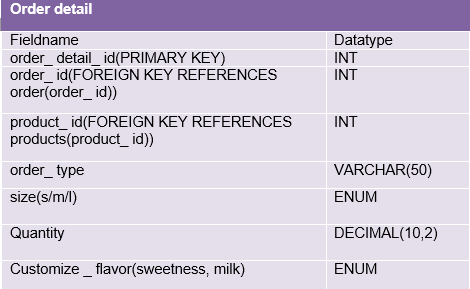 Order detail
Fieldname Datatype
order_ detail_ id(PRIMARY KEY) INT
order_ id(FOREIGN KEY REFERENCES INT
order(order_ id))
product_ id(FOREIGN KEY REFERENCES INT
products(product_ id))
order_ type VARCHAR(50)
size(s/m/l) ENUM
Quantity DECIMAL(10,2)
Customize _ flavor(sweetness, milk) ENUM